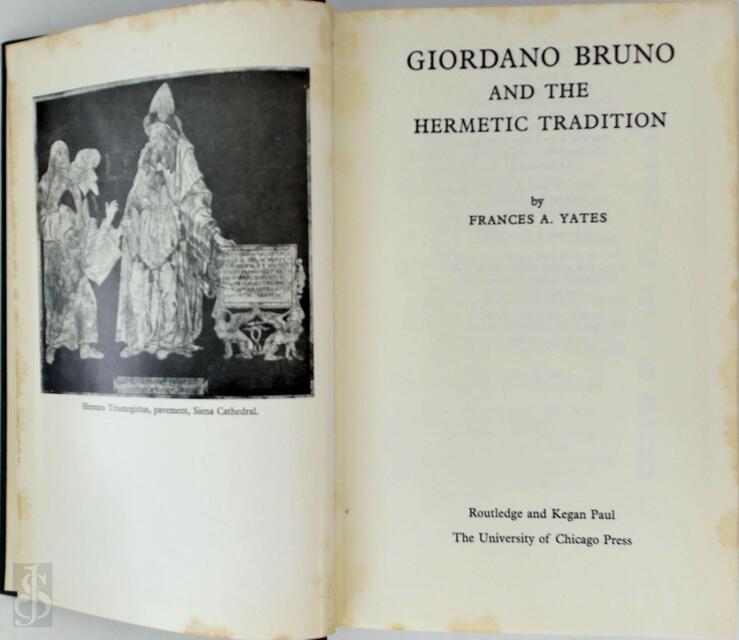 Hermes Trismegistus, pavement, Siena Cathedral.
GIORDANO BRUNO
AND THE
HERMETIC TRADITION
by
FRANCES A. YATES
Routledge and Kegan Paul
The University of Chicago Press